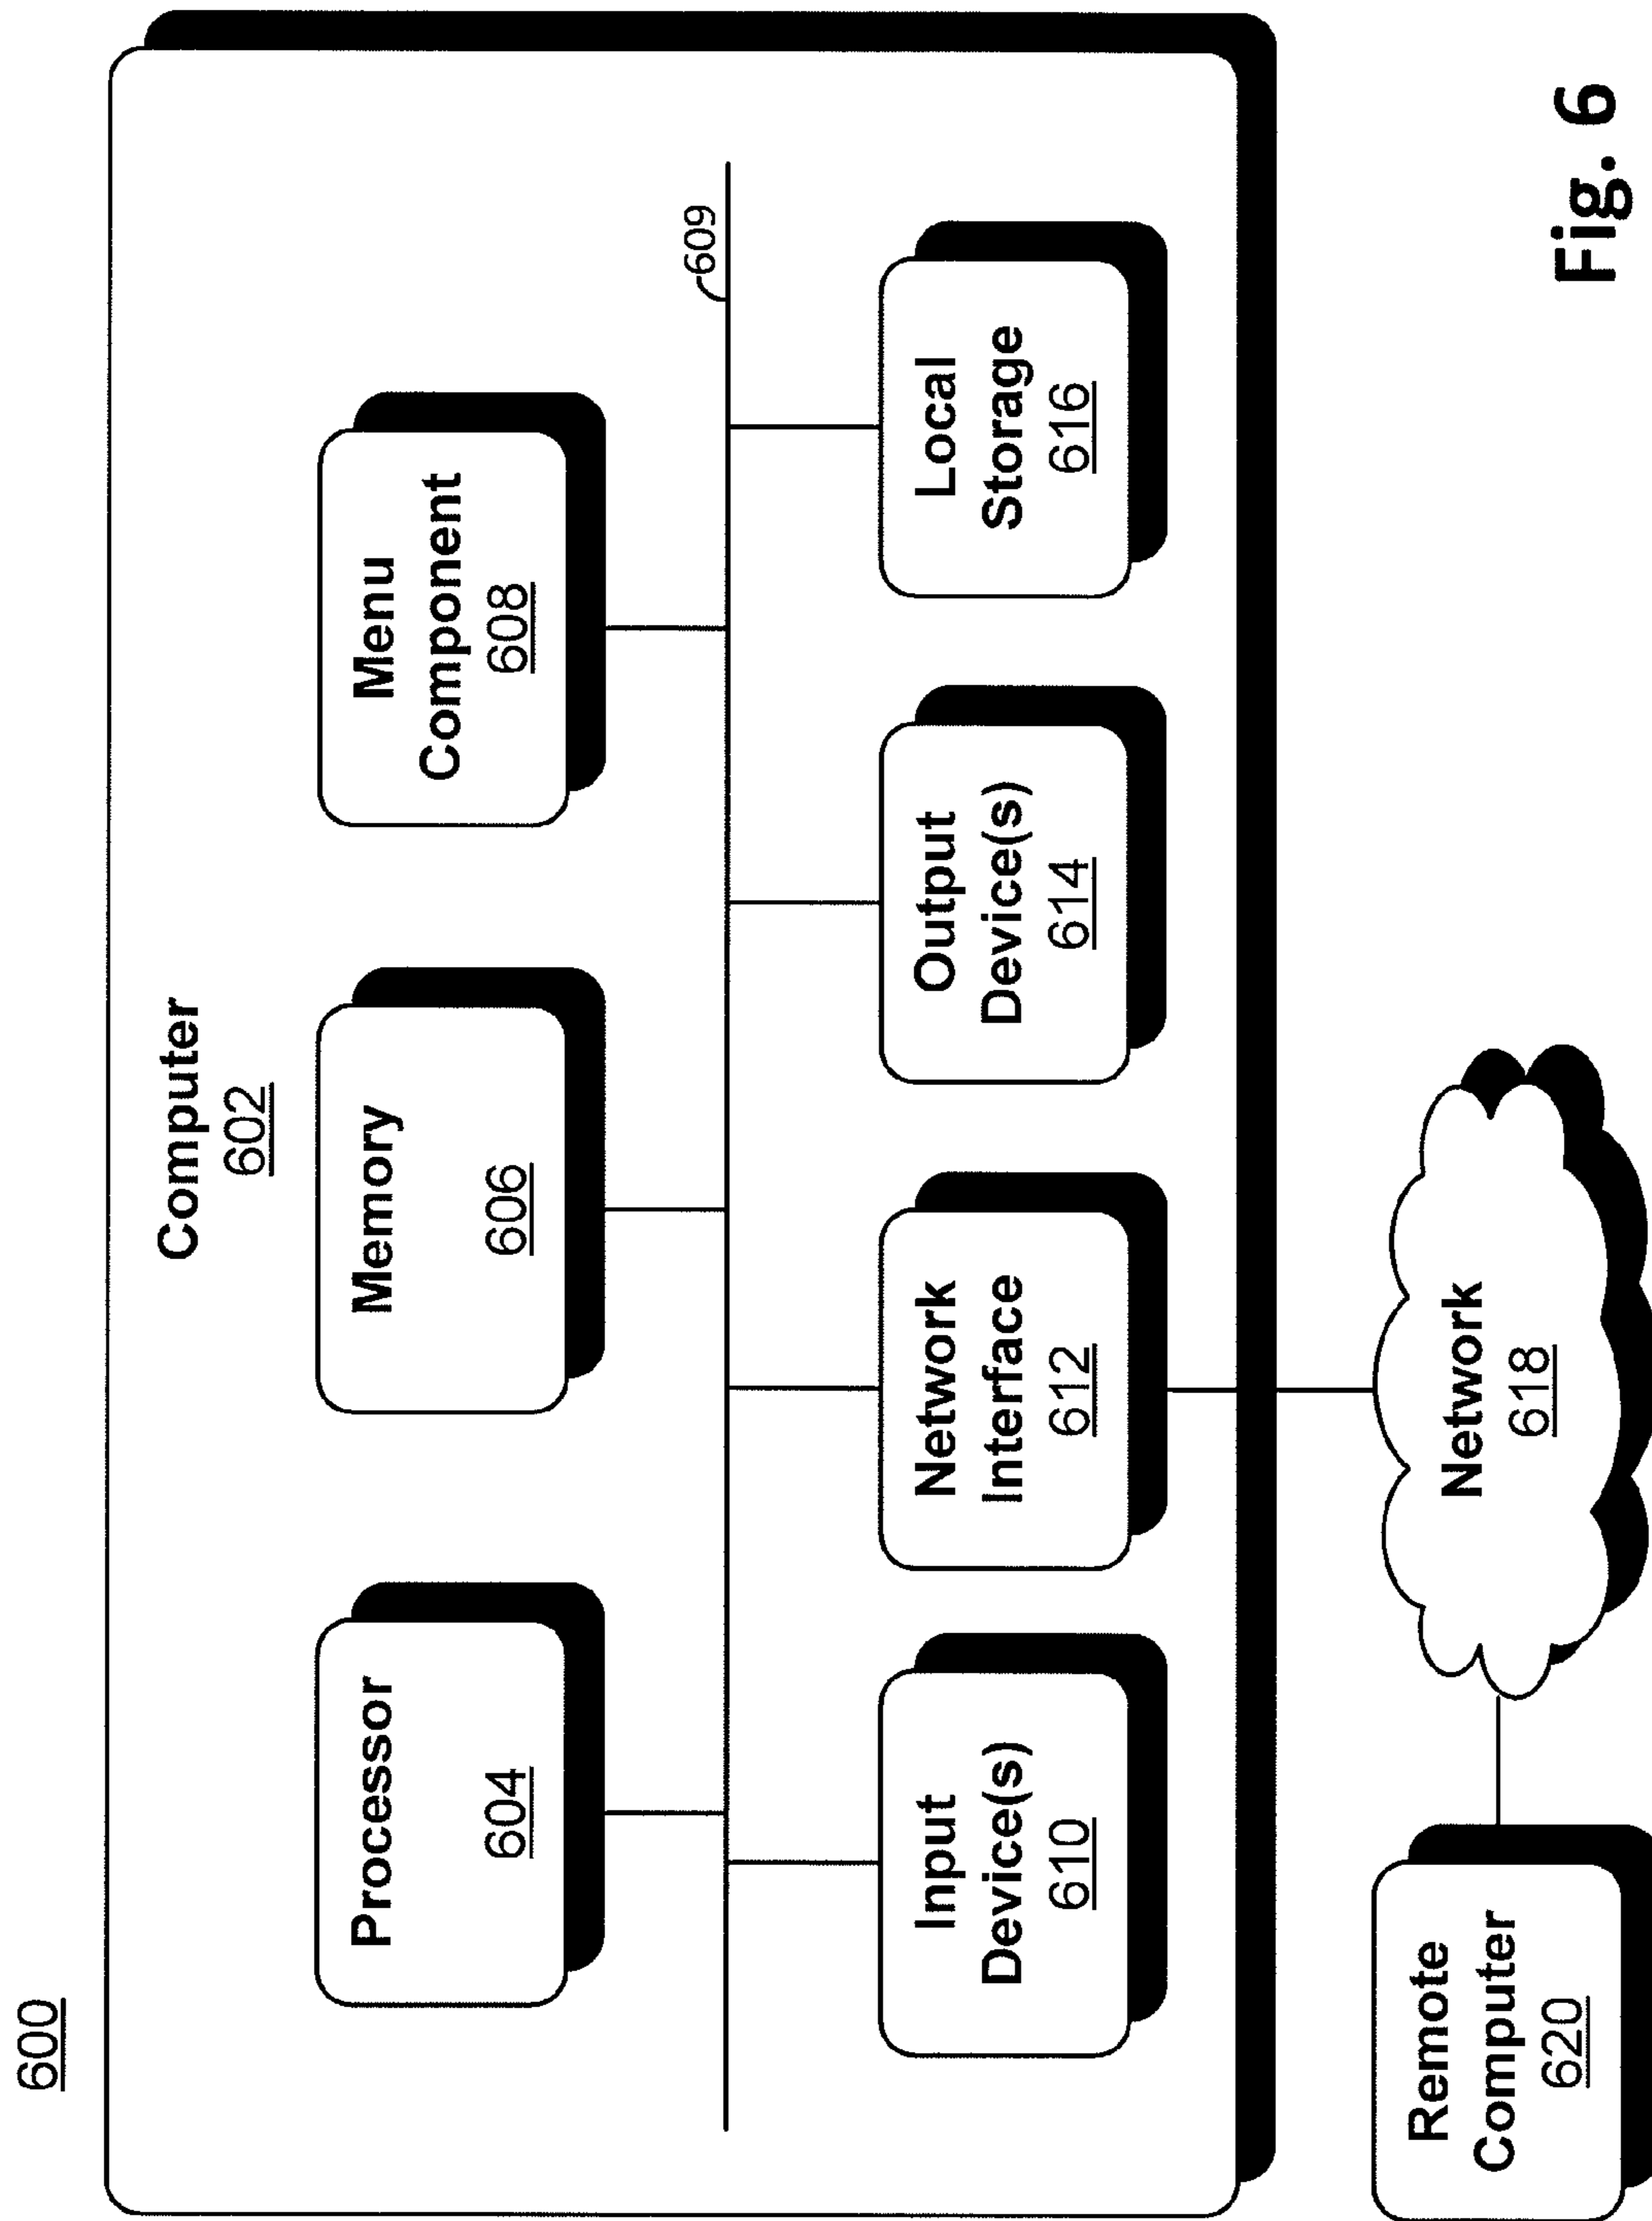 600
Computer
602
Processor
604
Memory
606
Menu
Component
608
609
Input
Device(s)
610
Network
Interface
612
Output
Device(s)
614
Local
Storage
616
Remote
Computer
620
Network
618
Fig. 6